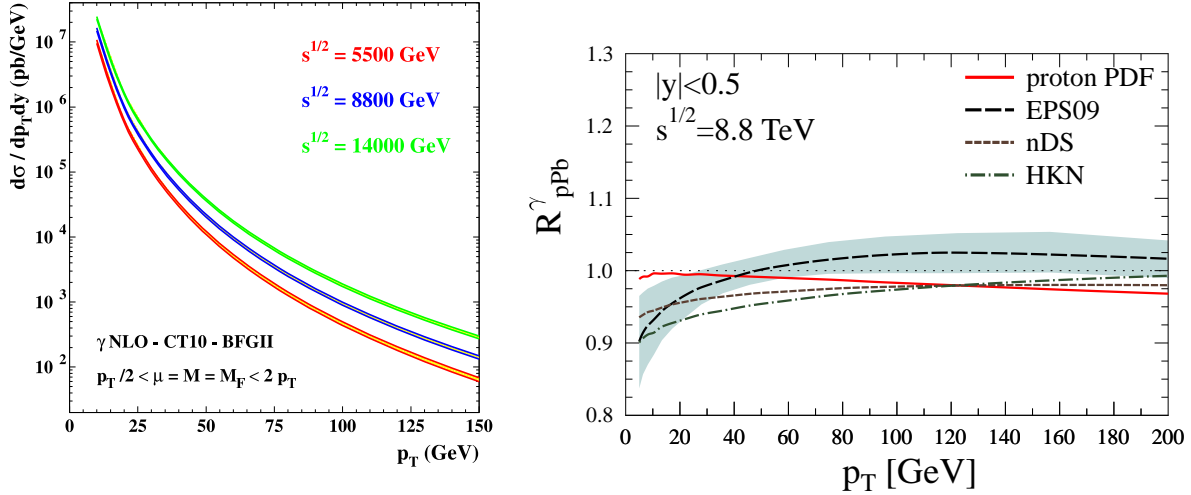 dσ / dp_T dy (pb/GeV)
10^7
10^6
10^5
10^4
10^3
10^2
s^{1/2} = 5500 GeV
s^{1/2} = 8800 GeV
s^{1/2} = 14000 GeV
γ NLO - CT10 - BFGII
p_T /2 < μ = M = M_F < 2 p_T
0 25 50 75 100 125 150
p_T (GeV)
R^γ_{pPb}
1.3
1.2
1.1
1.0
0.9
0.8
|y|<0.5
s^{1/2}=8.8 TeV
proton PDF
EPS09
nDS
HKN
0 20 40 60 80 100 120 140 160 180 200
p_T [GeV]